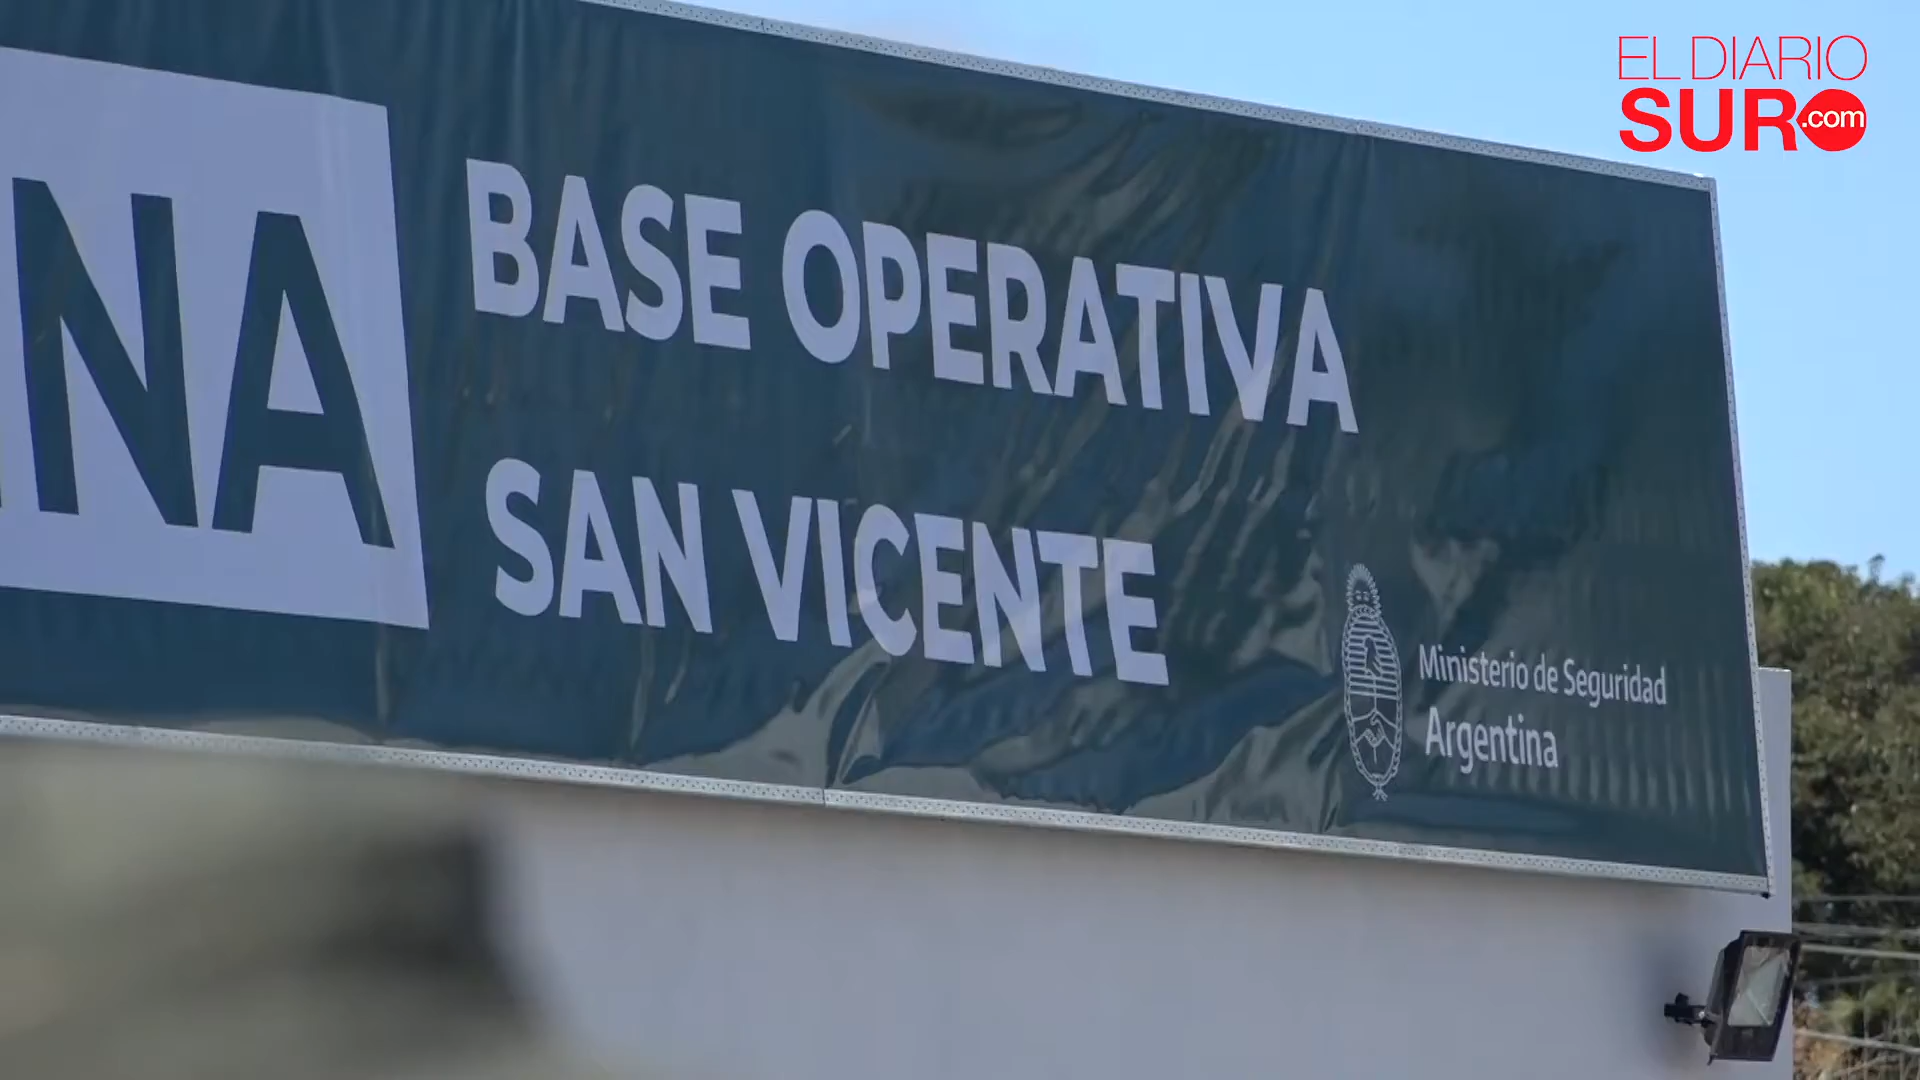 EL DIARIO
SUR.com
NA
BASE OPERATIVA
SAN VICENTE
Ministerio de Seguridad
Argentina